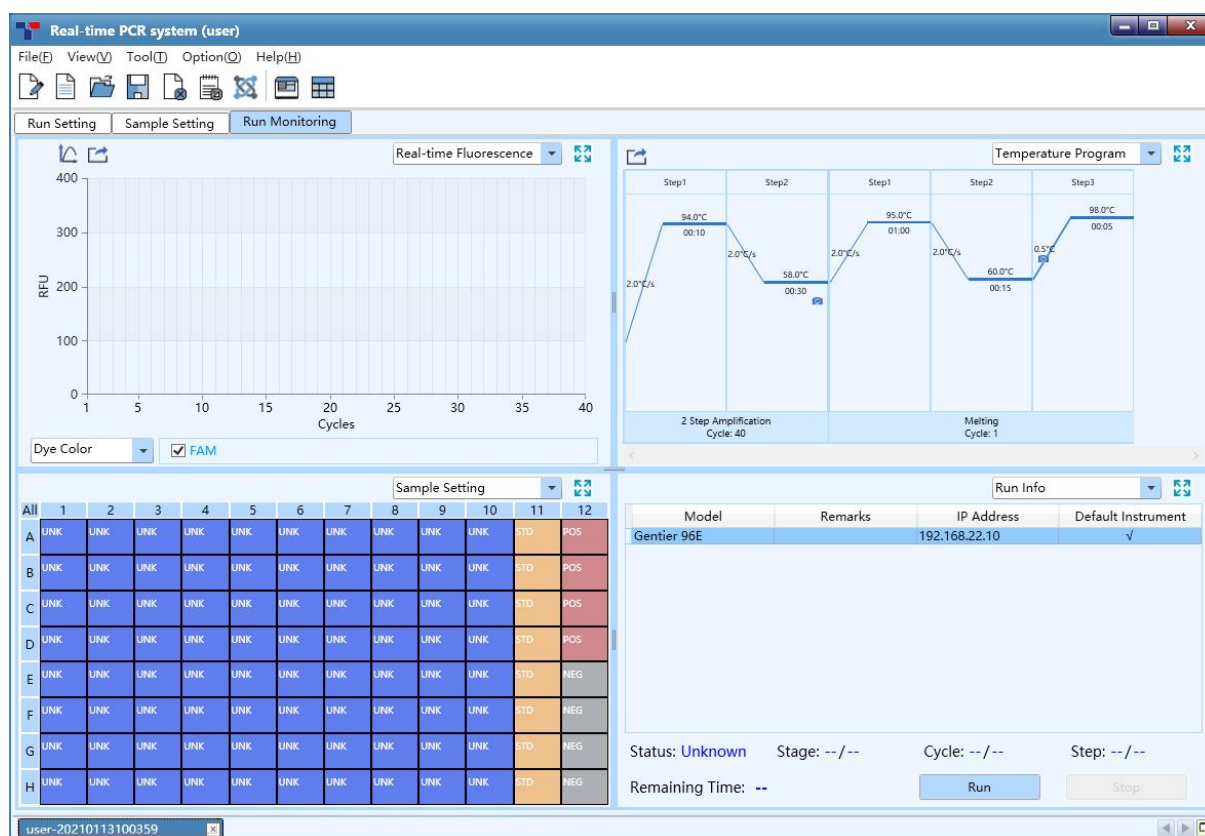 Real-time PCR system (user)
File(F) View(V) Tool(T) Option(O) Help(H)
Run Setting Sample Setting Run Monitoring
Real-time Fluorescence
400
300
200
100
0
RFU
1 5 10 15 20 25 30 35 40
Cycles
Dye Color FAM
Temperature Program
Step1 Step2 Step1 Step2 Step3
2.0°C/s
94.0°C
00:10
2.0°C/s
58.0°C
00:30
2.0°C/s
95.0°C
01:00
2.0°C/s
60.0°C
00:15
0.5°C
98.0°C
00:05
2 Step Amplification
Cycle: 40
Melting
Cycle: 1
Sample Setting
All 1 2 3 4 5 6 7 8 9 10 11 12
A UNK UNK UNK UNK UNK UNK UNK UNK UNK UNK STD POS
B UNK UNK UNK UNK UNK UNK UNK UNK UNK UNK STD POS
C UNK UNK UNK UNK UNK UNK UNK UNK UNK UNK STD POS
D UNK UNK UNK UNK UNK UNK UNK UNK UNK UNK STD POS
E UNK UNK UNK UNK UNK UNK UNK UNK UNK UNK STD NEG
F UNK UNK UNK UNK UNK UNK UNK UNK UNK UNK STD NEG
G UNK UNK UNK UNK UNK UNK UNK UNK UNK UNK STD NEG
H UNK UNK UNK UNK UNK UNK UNK UNK UNK UNK STD NEG
Run Info
Model Remarks IP Address Default Instrument
Gentier 96E 192.168.22.10 √
Status: Unknown Stage: --/-- Cycle: --/-- Step: --/--
Remaining Time: -- Run Stop
user-20210113100359